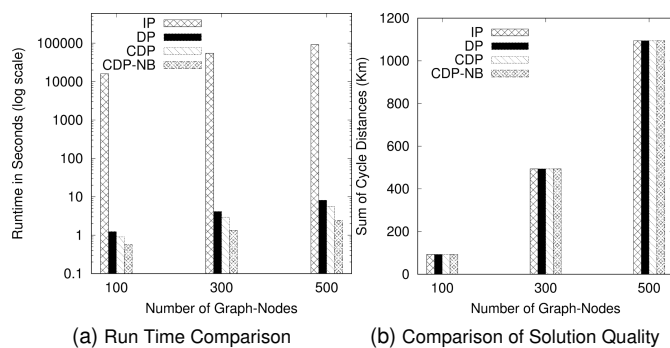 IP
DP
CDP
CDP-NB
100000
10000
1000
100
10
1
0.1
Runtime in Seconds (log scale)
100 300 500
Number of Graph-Nodes
(a) Run Time Comparison
IP
DP
CDP
CDP-NB
1200
1000
800
600
400
200
0
Sum of Cycle Distances (Km)
100 300 500
Number of Graph-Nodes
(b) Comparison of Solution Quality